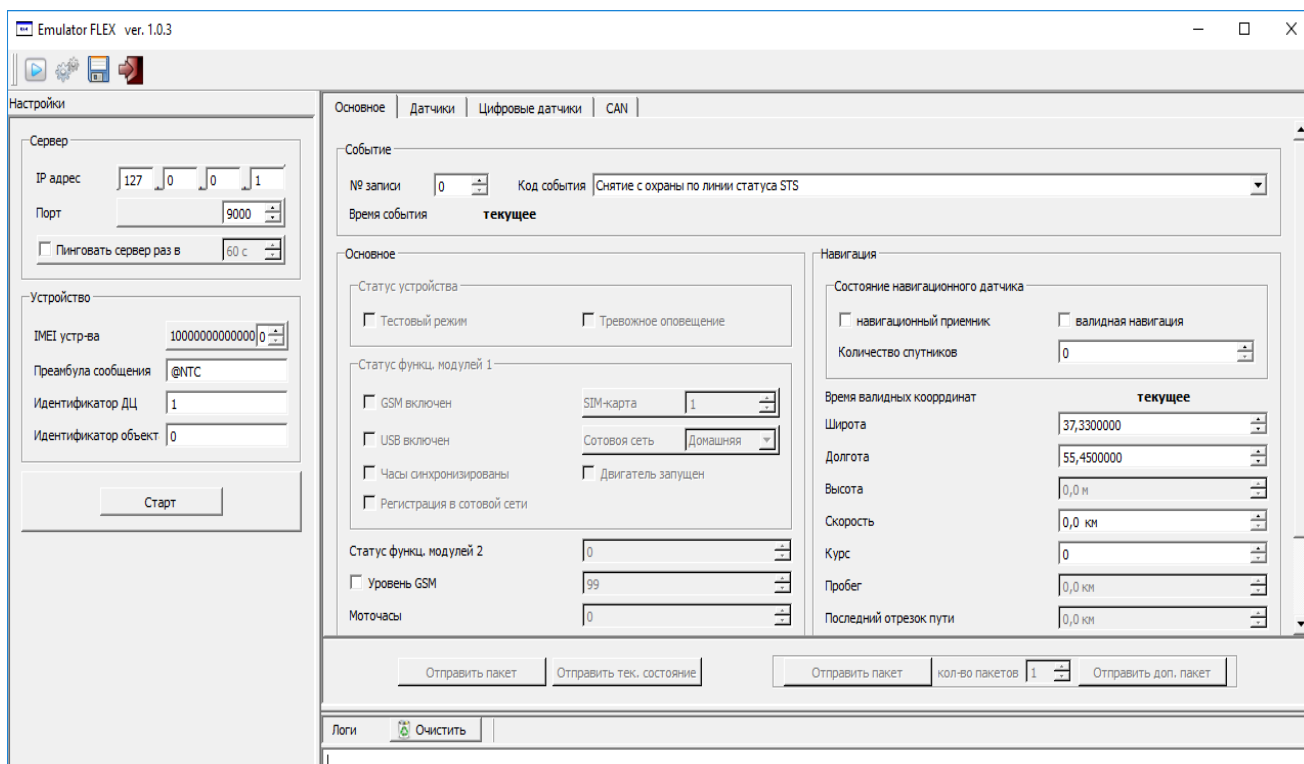 Emulator FLEX ver. 1.0.3
Настройки
Сервер
IP адрес 127 . 0 . 0 . 1
Порт 9000
Пинговать сервер раз в 60 с
Устройство
IMEI устр-ва 10000000000000 0
Преамбула сообщения @NTC
Идентификатор ДЦ 1
Идентификатор объект 0
Старт
Основное Датчики Цифровые датчики CAN
Событие
№ записи 0 Код события Снятие с охраны по линии статуса STS
Время события текущее
Основное
Статус устройства
Тестовый режим Тревожное оповещение
Статус функц. модулей 1
GSM включен SIM-карта 1
USB включен Сотовая сеть Домашняя
Часы синхронизированы Двигатель запущен
Регистрация в сотовой сети
Статус функц. модулей 2 0
Уровень GSM 99
Моточасы 0
Навигация
Состояние навигационного датчика
навигационный приемник валидная навигация
Количество спутников 0
Время валидных коорднинат текущее
Широта 37,3300000
Долгота 55,4500000
Высота 0,0 м
Скорость 0,0 км
Курс 0
Пробег 0,0 км
Последний отрезок пути 0,0 км
Отправить пакет Отправить тек. состояние Отправить пакет кол-во пакетов 1 Отправить доп. пакет
Логи Очистить